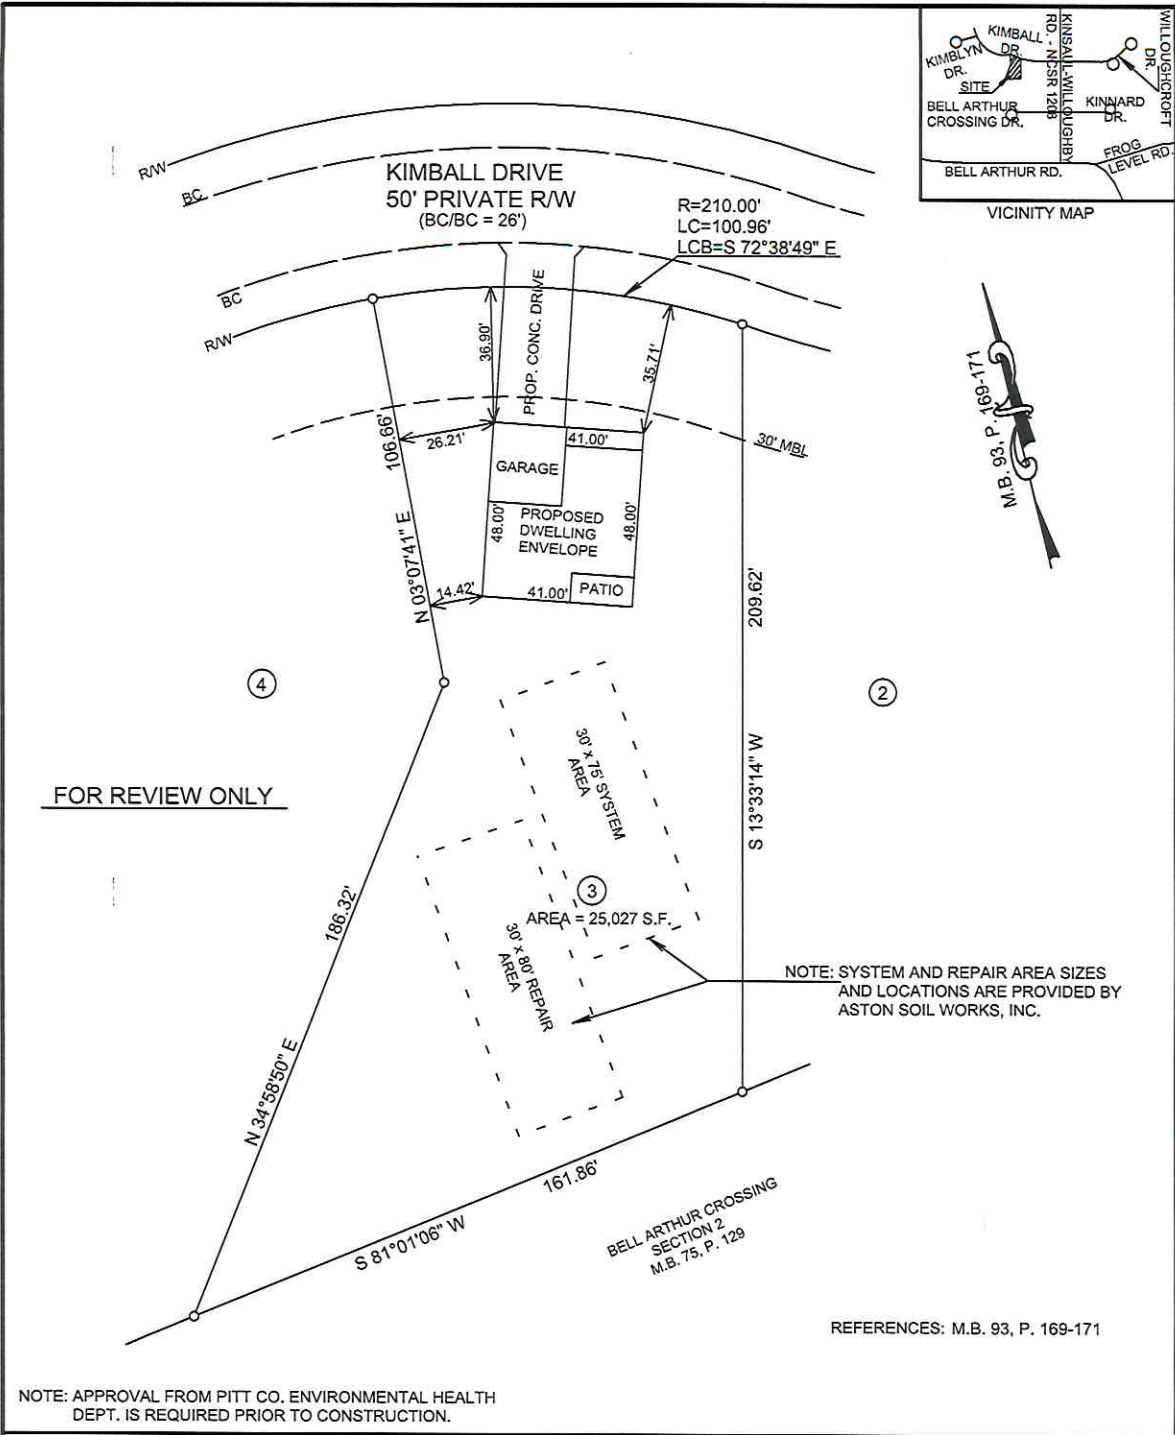 KIMBLYN
DR.
KIMBALL
DR.
SITE
BELL ARTHUR
CROSSING DR.
KINSAUL-WILLOUGHBY
RD. - NCSR 1208
WILLOUGHCROFT
DR.
KINNARD
DR.
FROG
LEVEL RD.
BELL ARTHUR RD.
VICINITY MAP
R/W
BC
KIMBALL DRIVE
50' PRIVATE R/W
(BC/BC = 26')
R=210.00'
LC=100.96'
LCB=S 72°38'49" E
BC
R/W
M.B. 93, P. 169-171
36.90'
PROP. CONC. DRIVE
35.71'
30' MBL
106.66'
N 03°07'41" E
26.21'
41.00'
GARAGE
48.00'
PROPOSED
DWELLING
ENVELOPE
48.00'
14.42'
41.00'
PATIO
209.62'
S 13°33'14" W
4
2
FOR REVIEW ONLY
30' x 75' SYSTEM
AREA
3
AREA = 25,027 S.F.
30' x 80' REPAIR
AREA
186.32'
N 34°58'50" E
NOTE: SYSTEM AND REPAIR AREA SIZES
AND LOCATIONS ARE PROVIDED BY
ASTON SOIL WORKS, INC.
161.86'
S 81°01'06" W
BELL ARTHUR CROSSING
SECTION 2
M.B. 75, P. 129
REFERENCES: M.B. 93, P. 169-171
NOTE: APPROVAL FROM PITT CO. ENVIRONMENTAL HEALTH
DEPT. IS REQUIRED PRIOR TO CONSTRUCTION.